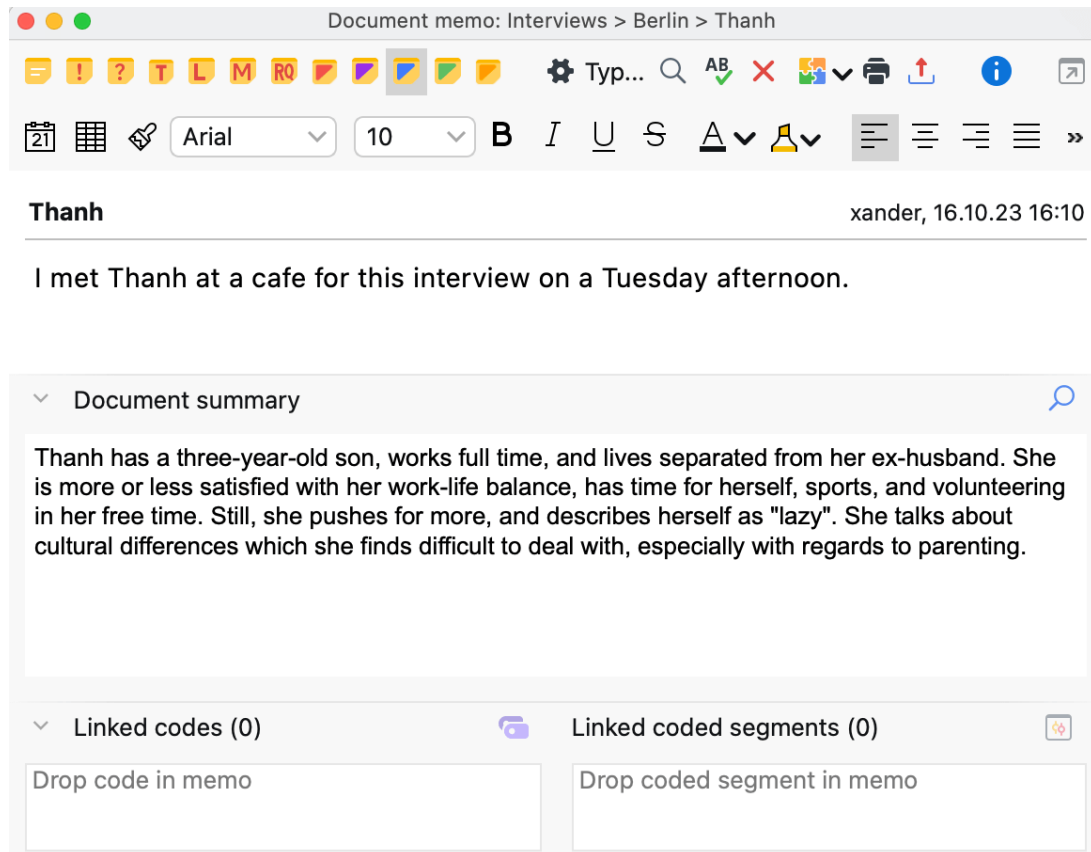 Document memo: Interviews > Berlin > Thanh
! ? T L M RQ Typ... AB i
21 Arial 10 B I U S A »
Thanh xander, 16.10.23 16:10
I met Thanh at a cafe for this interview on a Tuesday afternoon.
Document summary
Thanh has a three-year-old son, works full time, and lives separated from her ex-husband. She
is more or less satisfied with her work-life balance, has time for herself, sports, and volunteering
in her free time. Still, she pushes for more, and describes herself as "lazy". She talks about
cultural differences which she finds difficult to deal with, especially with regards to parenting.
Linked codes (0) Linked coded segments (0)
Drop code in memo Drop coded segment in memo